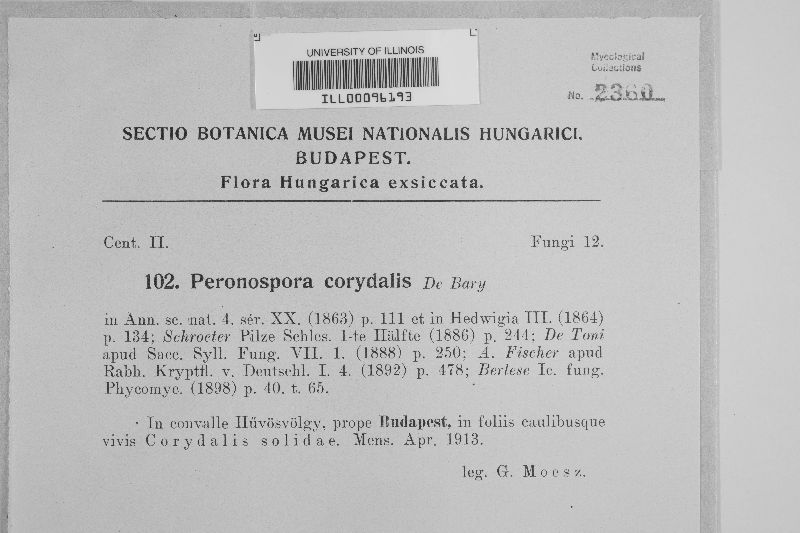 UNIVERSITY OF ILLINOIS
ILL00096193
Mycological
Collections
No. 2360
SECTIO BOTANICA MUSEI NATIONALIS HUNGARICI.
BUDAPEST.
Flora Hungarica exsiccata.
Cent. II. Fungi 12.
102. Peronospora corydalis De Bary
in Ann. sc. nat. 4. sér. XX. (1863) p. 111 et in Hedwigia III. (1864)
p. 134; Schroeter Pilze Schles. 1-te Hälfte (1886) p. 244; De Toni
apud Sacc. Syll. Fung. VII. 1. (1888) p. 250; A. Fischer apud
Rabh. Kryptfl. v. Deutschl. I. 4. (1892) p. 478; Berlese Ic. fung.
Phycomyc. (1898) p. 40. t. 65.
In convalle Hűvösvölgy, prope Budapest, in foliis caulibusque
vivis Corydalis solidae. Mens. Apr. 1913.
leg. G. Moesz.